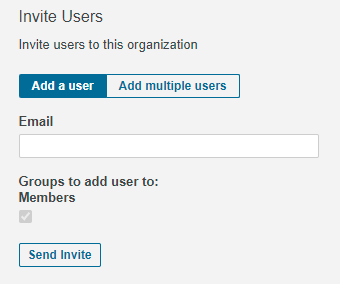 Invite Users
Invite users to this organization
Add a user Add multiple users
Email
Groups to add user to:
Members
Send Invite